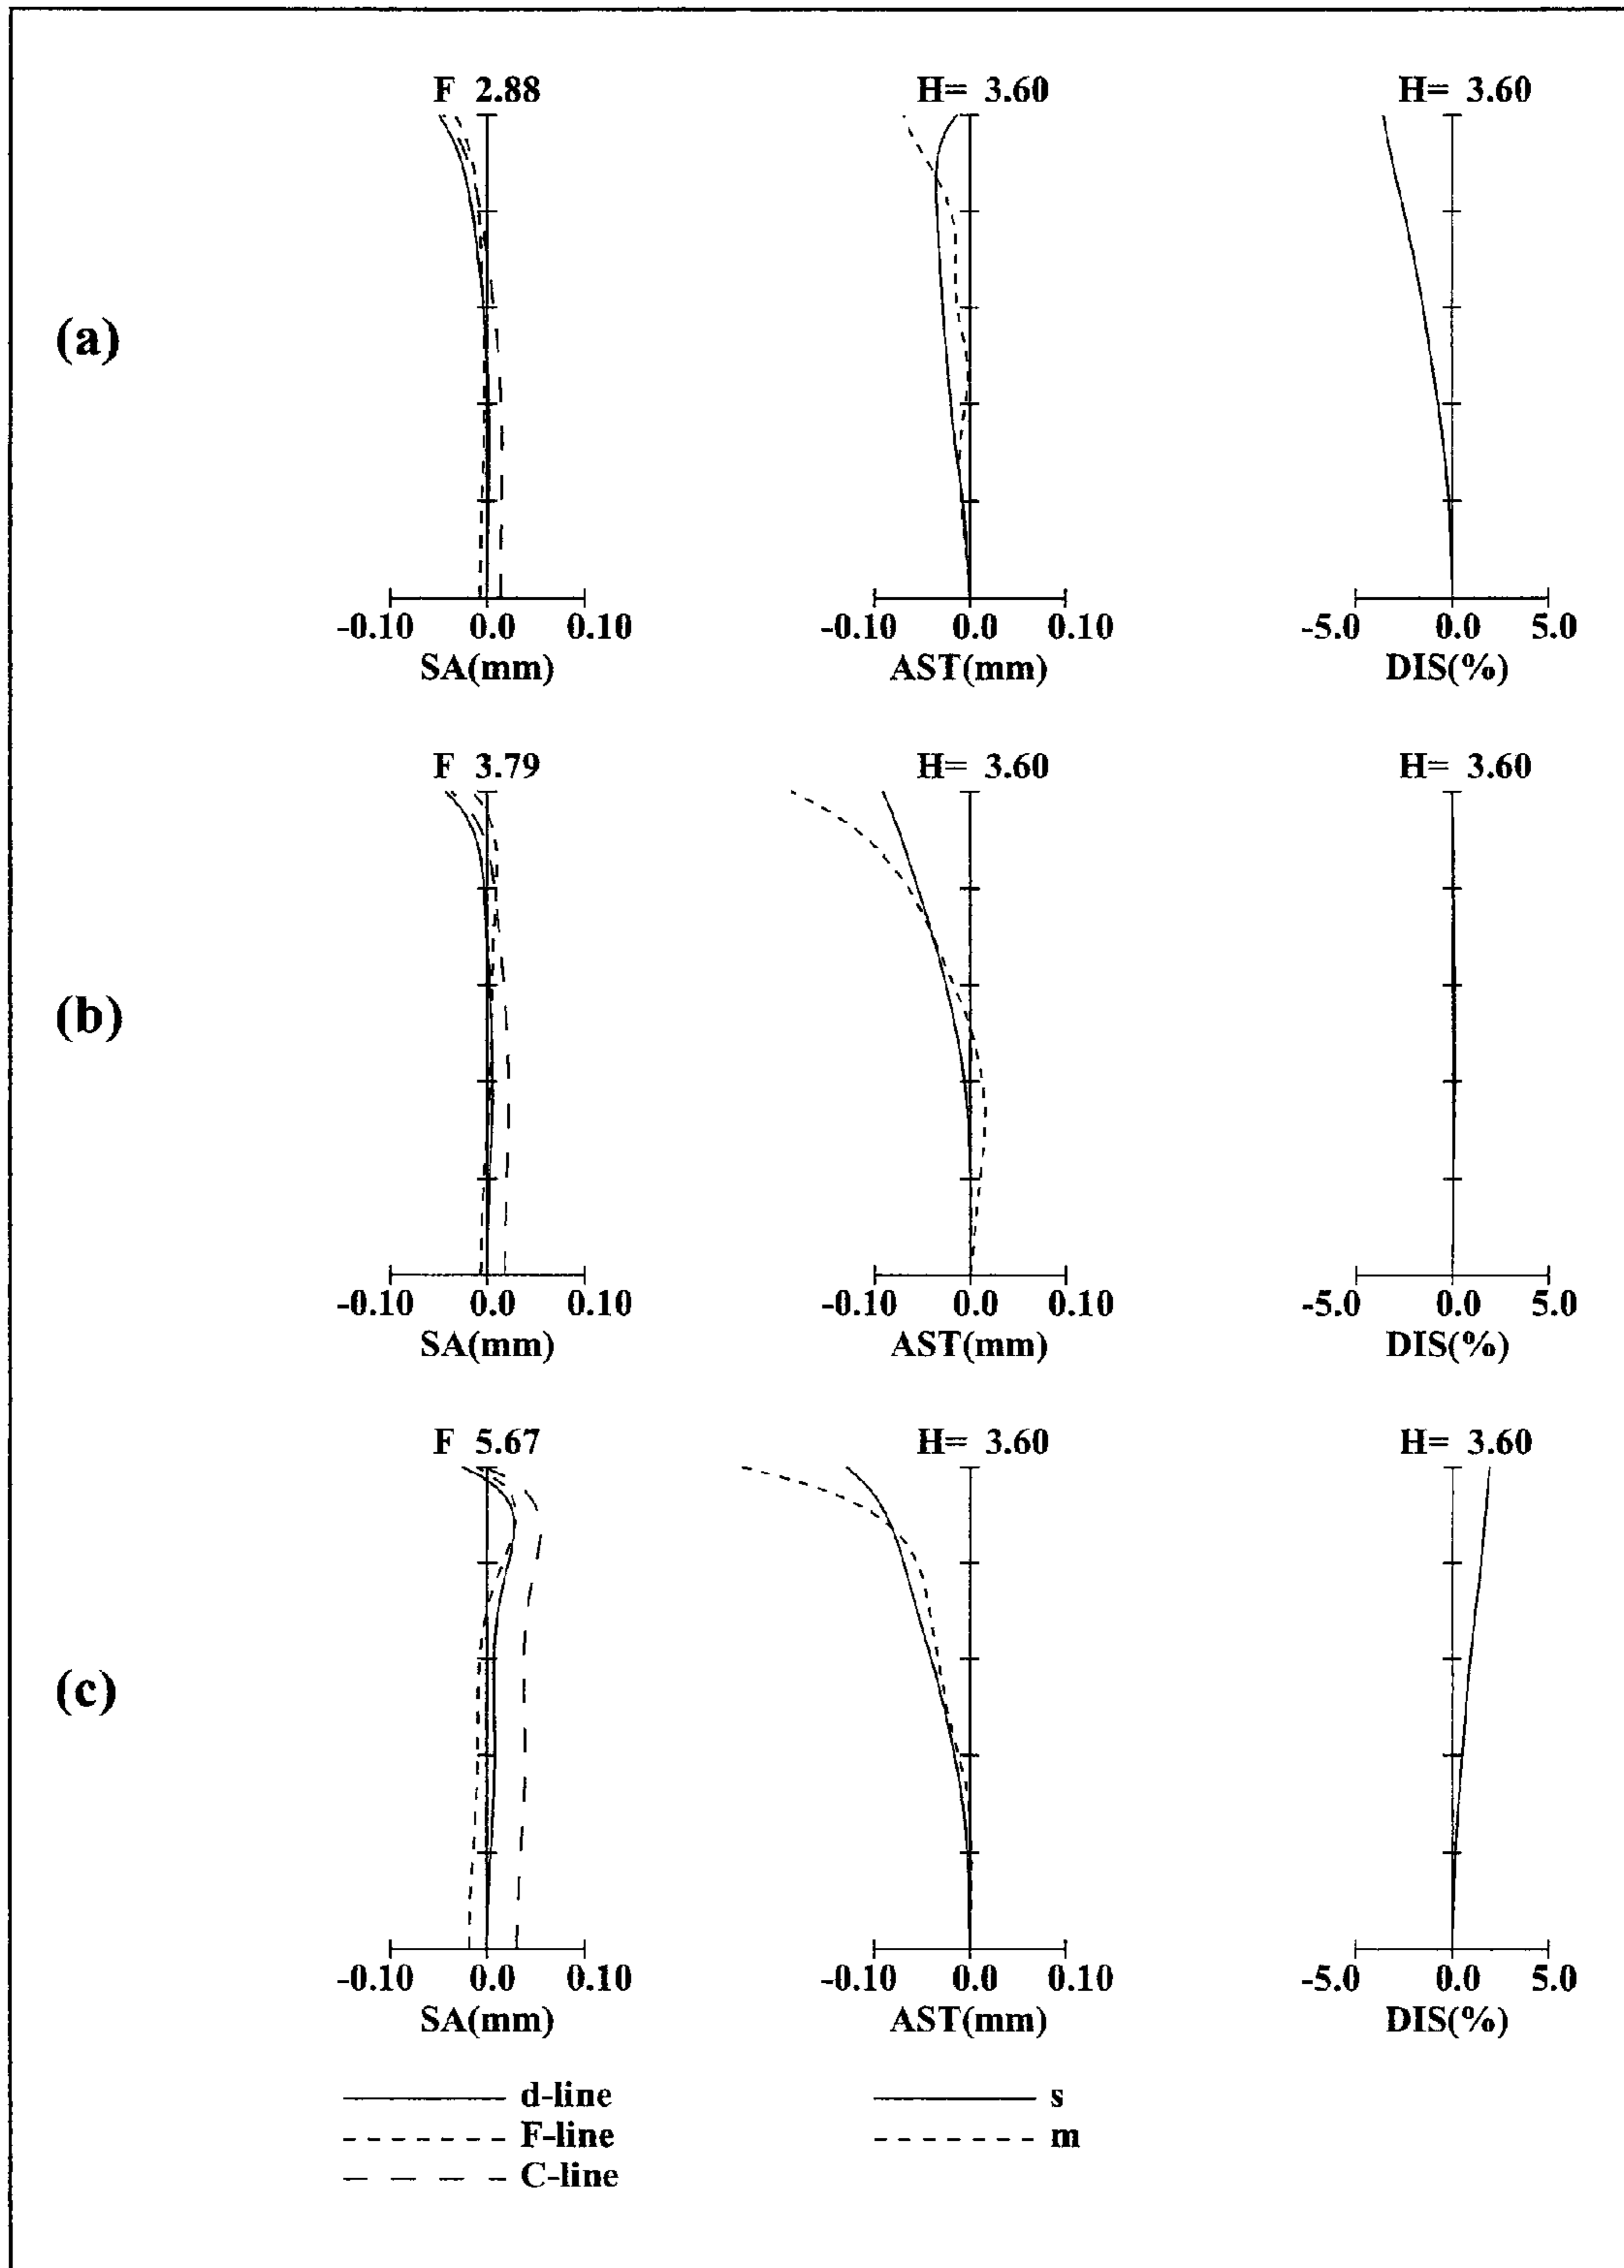 F 2.88 H= 3.60 H= 3.60
(a)
-0.10 0.0 0.10 -0.10 0.0 0.10 -5.0 0.0 5.0
SA(mm) AST(mm) DIS(%)
F 3.79 H= 3.60 H= 3.60
(b)
-0.10 0.0 0.10 -0.10 0.0 0.10 -5.0 0.0 5.0
SA(mm) AST(mm) DIS(%)
F 5.67 H= 3.60 H= 3.60
(c)
-0.10 0.0 0.10 -0.10 0.0 0.10 -5.0 0.0 5.0
SA(mm) AST(mm) DIS(%)
d-line s
F-line m
C-line